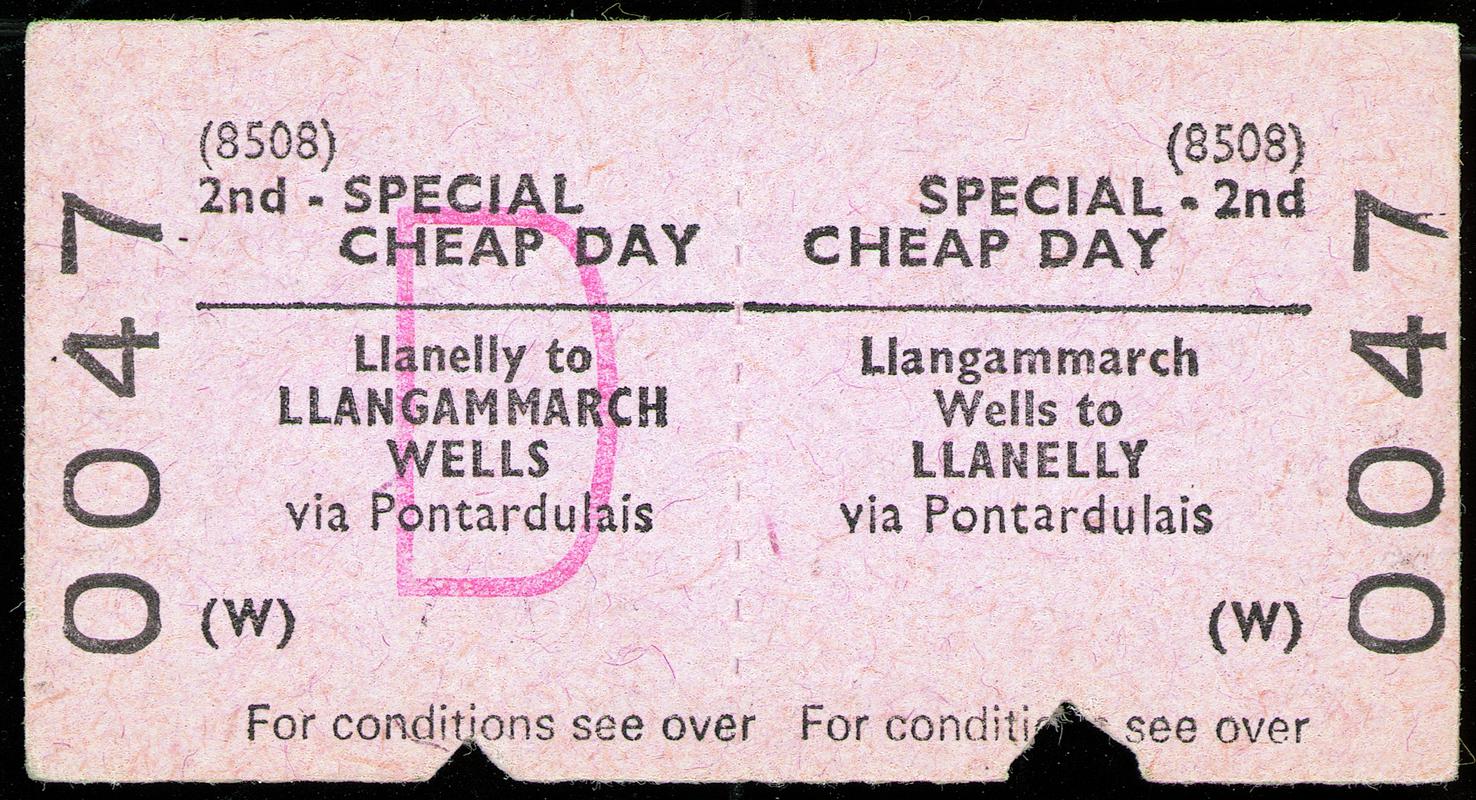 (8508)
2nd - SPECIAL
CHEAP DAY
Llanelly to
LLANGAMMARCH
WELLS
via Pontardulais
(W)
For conditions see over
0047
D
(8508)
SPECIAL - 2nd
CHEAP DAY
Llangammarch
Wells to
LLANELLY
via Pontardulais
(W)
For conditions see over
0047